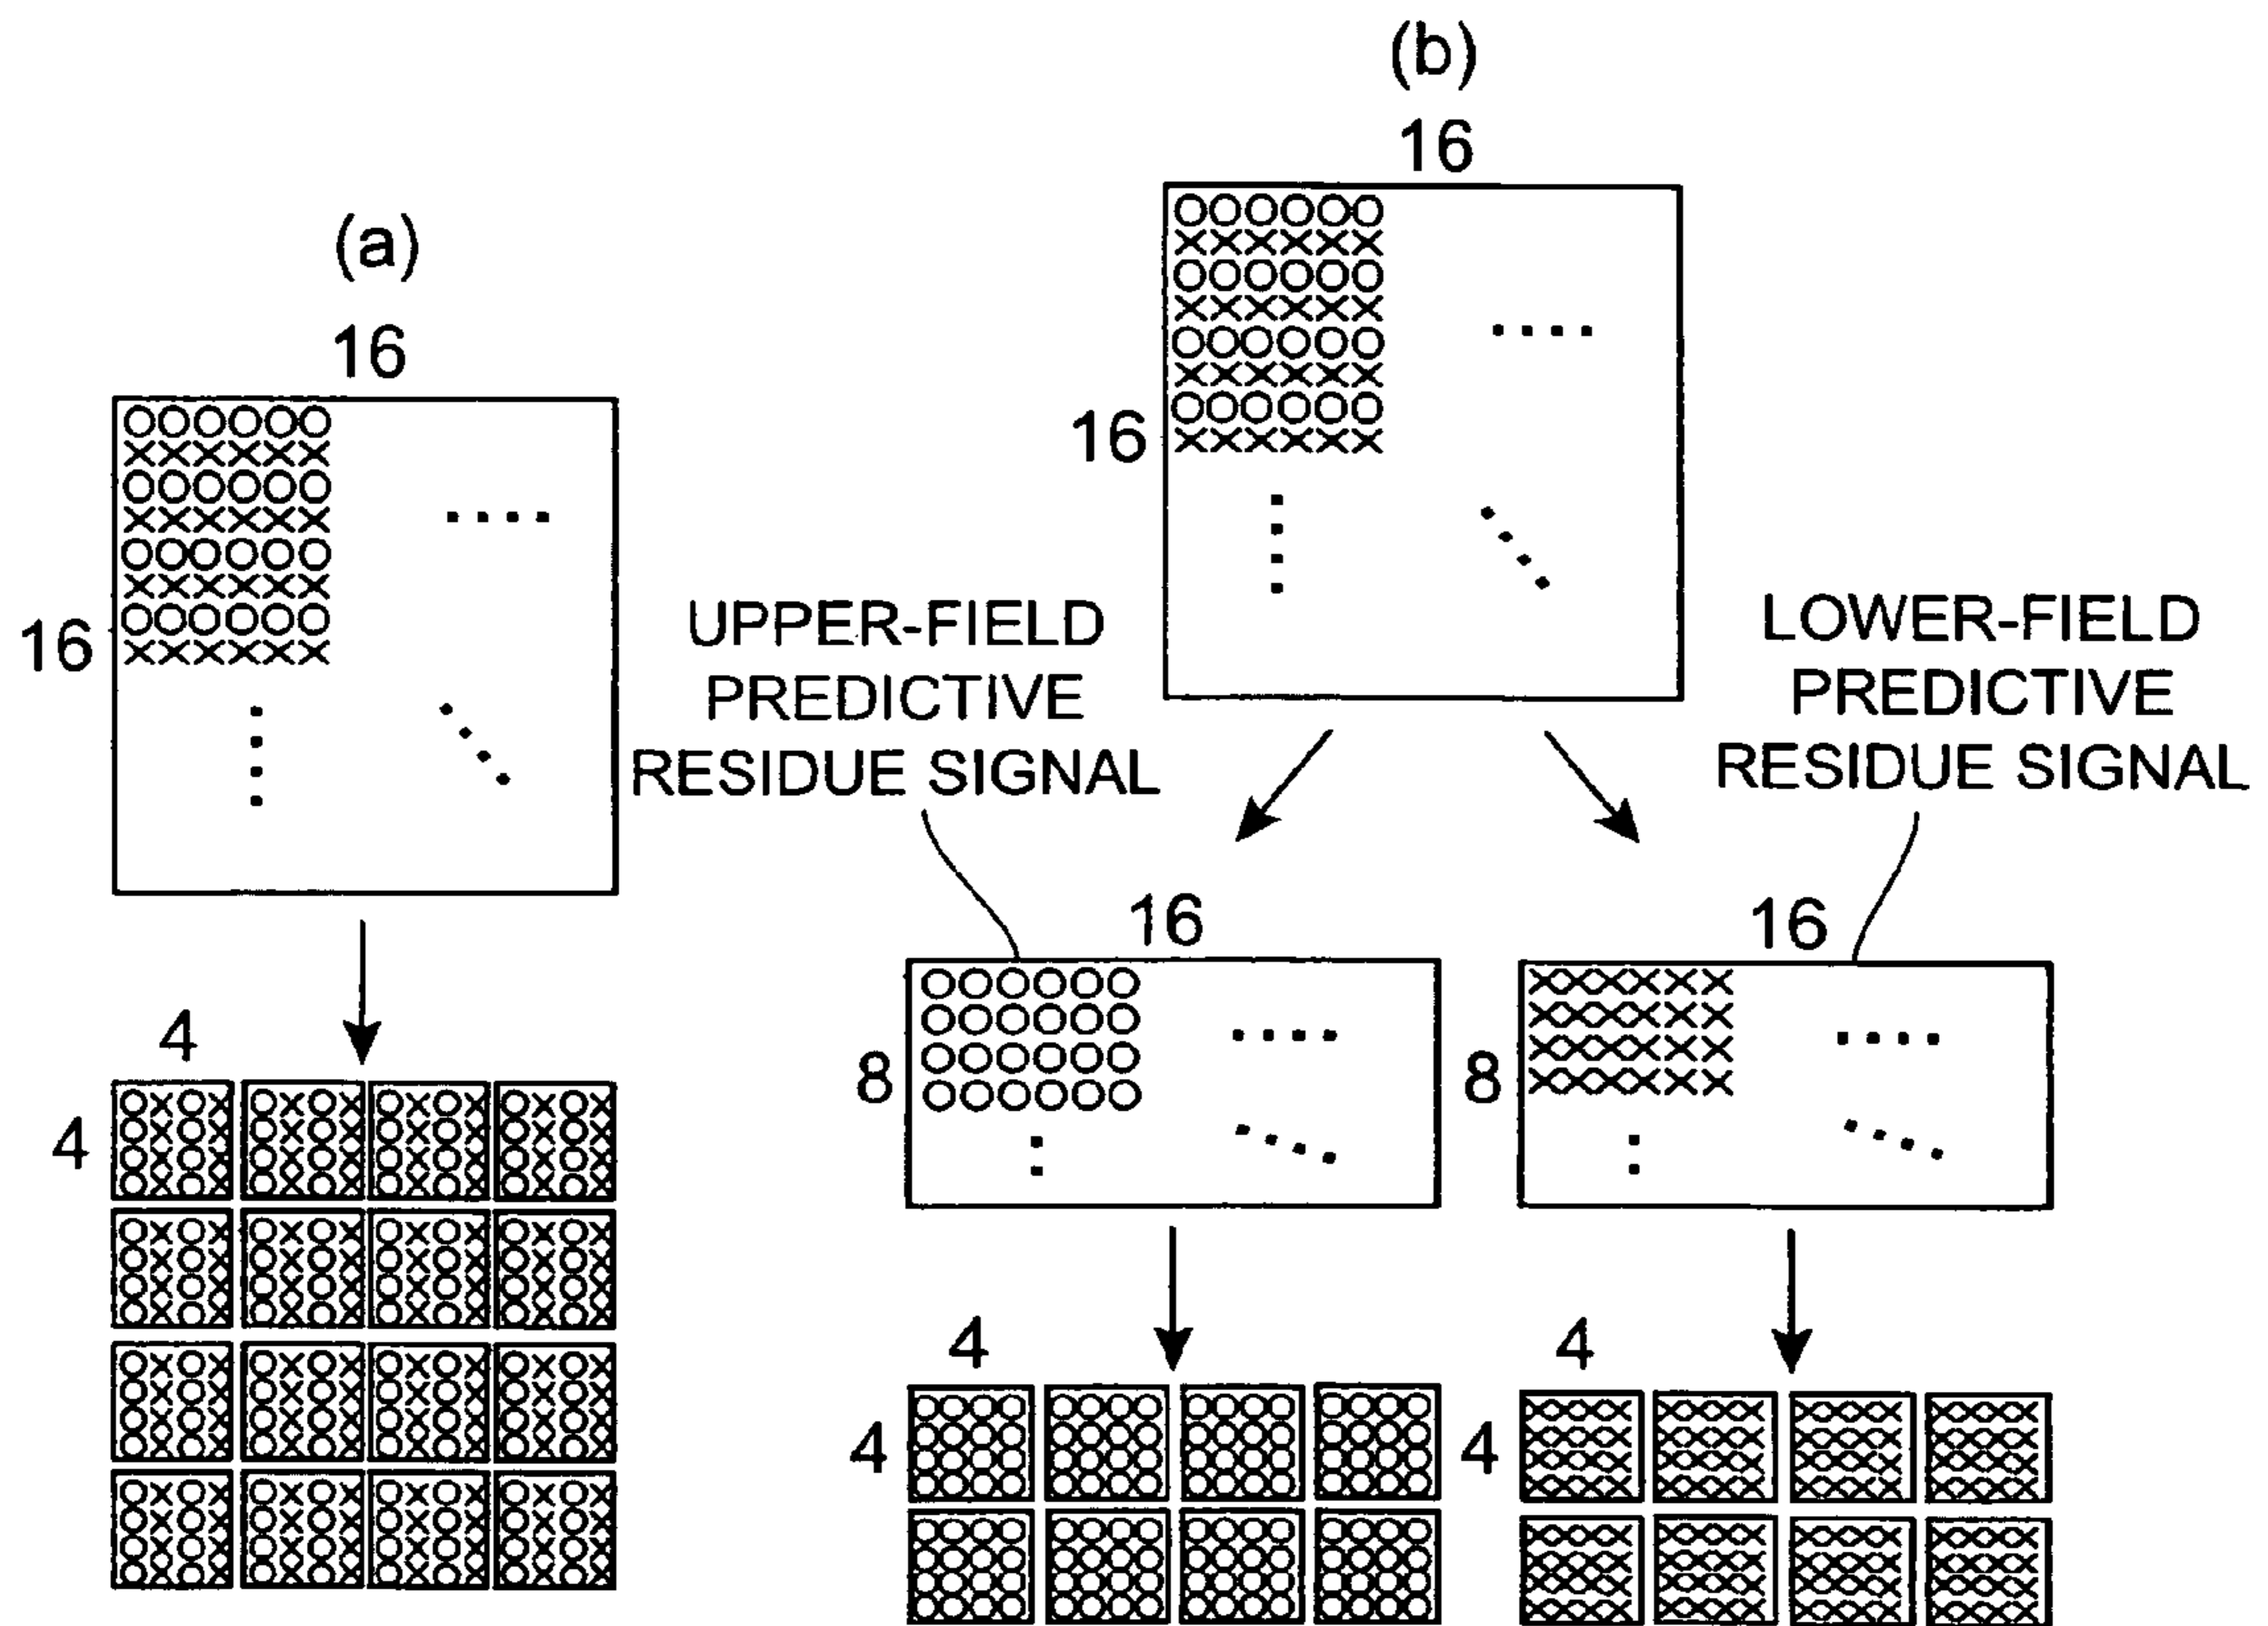 (a)
16
16
4
4
(b)
16
16
UPPER-FIELD
PREDICTIVE
RESIDUE SIGNAL
LOWER-FIELD
PREDICTIVE
RESIDUE SIGNAL
16
8
16
8
4
4
4
4